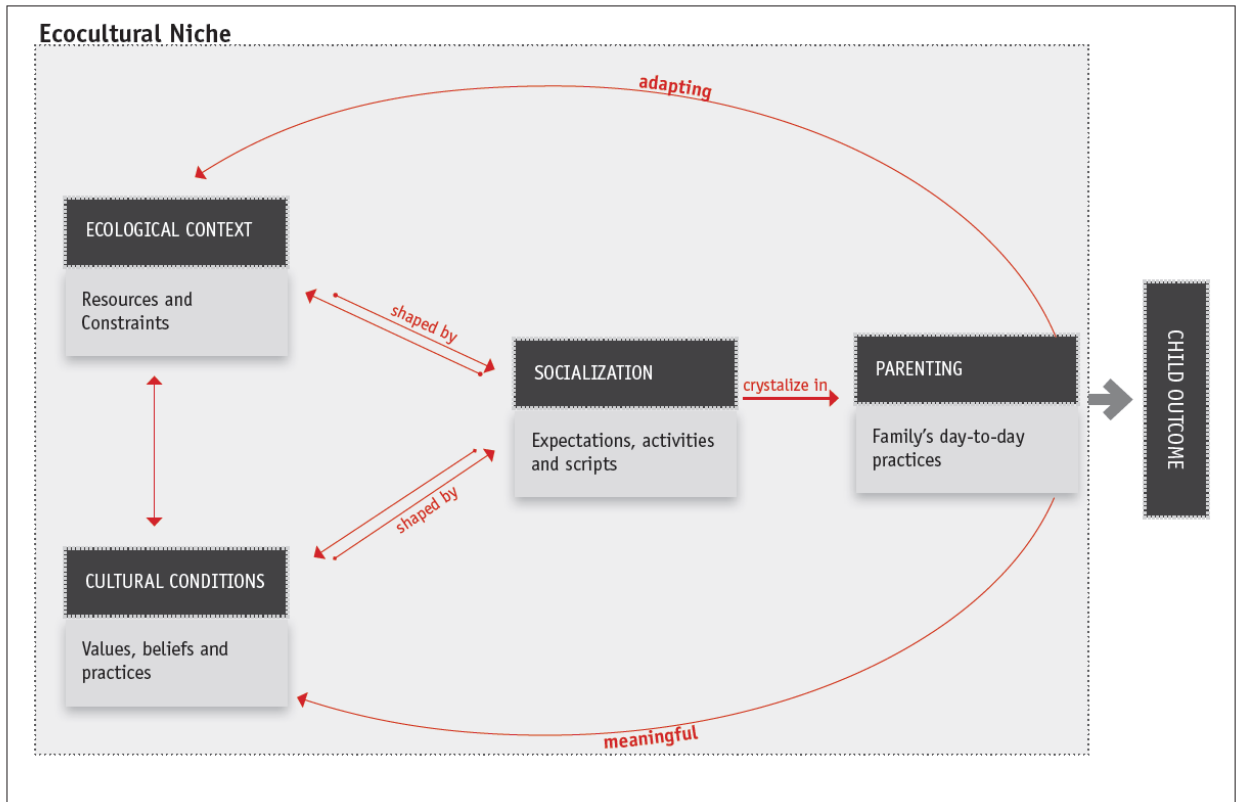 Ecocultural Niche
adapting
ECOLOGICAL CONTEXT
Resources and
Constraints
shaped by
SOCIALIZATION
Expectations, activities
and scripts
crystalize in
PARENTING
Family's day-to-day
practices
CHILD OUTCOME
shaped by
CULTURAL CONDITIONS
Values, beliefs and
practices
meaningful